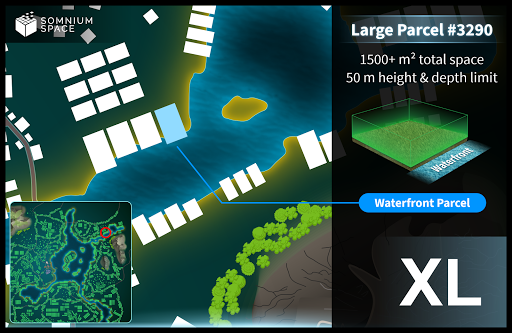 SOMNIUM
SPACE
Large Parcel #3290
1500+ m² total space
50 m height & depth limit
Waterfront
Waterfront Parcel
XL